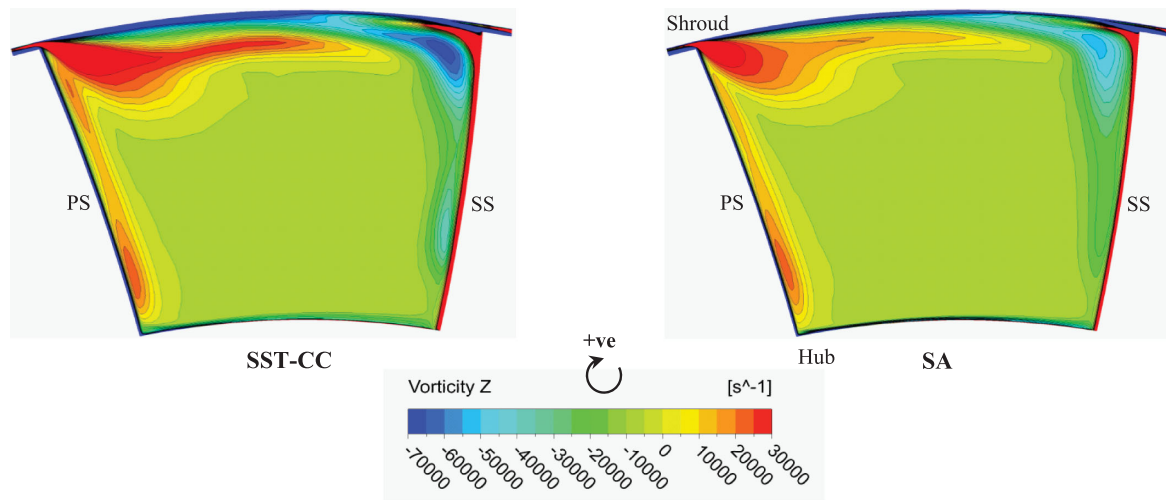 Shroud
PS
SS
PS
SS
SST-CC
+ve
Hub
SA
Vorticity Z
[s^-1]
-70000
-60000
-50000
-40000
-30000
-20000
-10000
0
10000
20000
30000